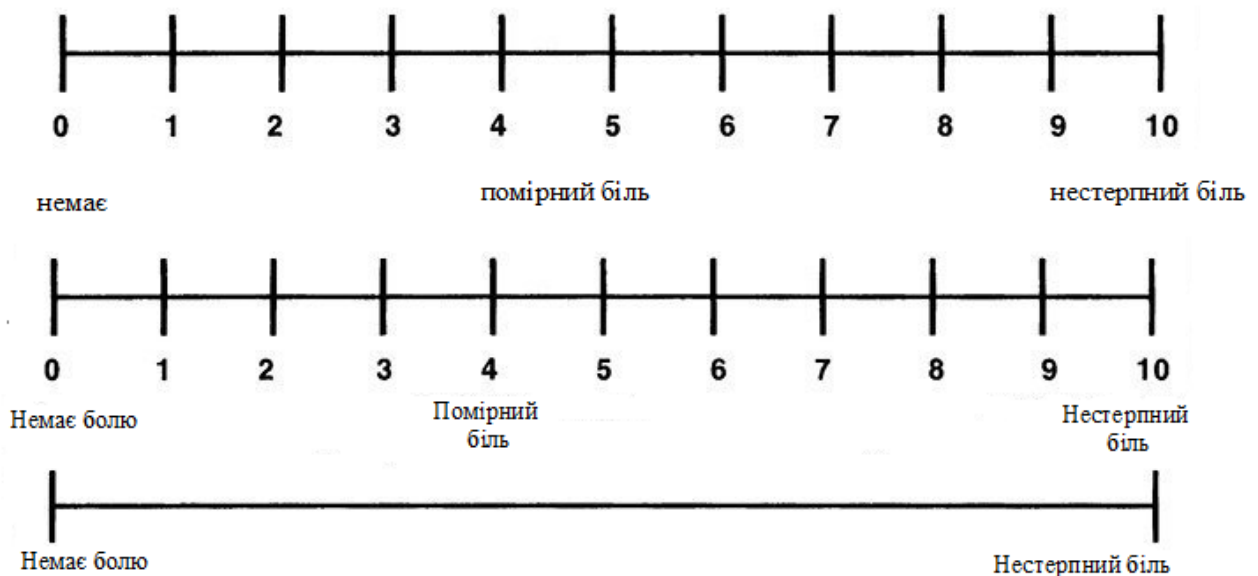 0 1 2 3 4 5 6 7 8 9 10
немає помірний біль нестерпний біль
0 1 2 3 4 5 6 7 8 9 10
Немає болю Помірний Нестерпний
біль біль
Немає болю Нестерпний біль